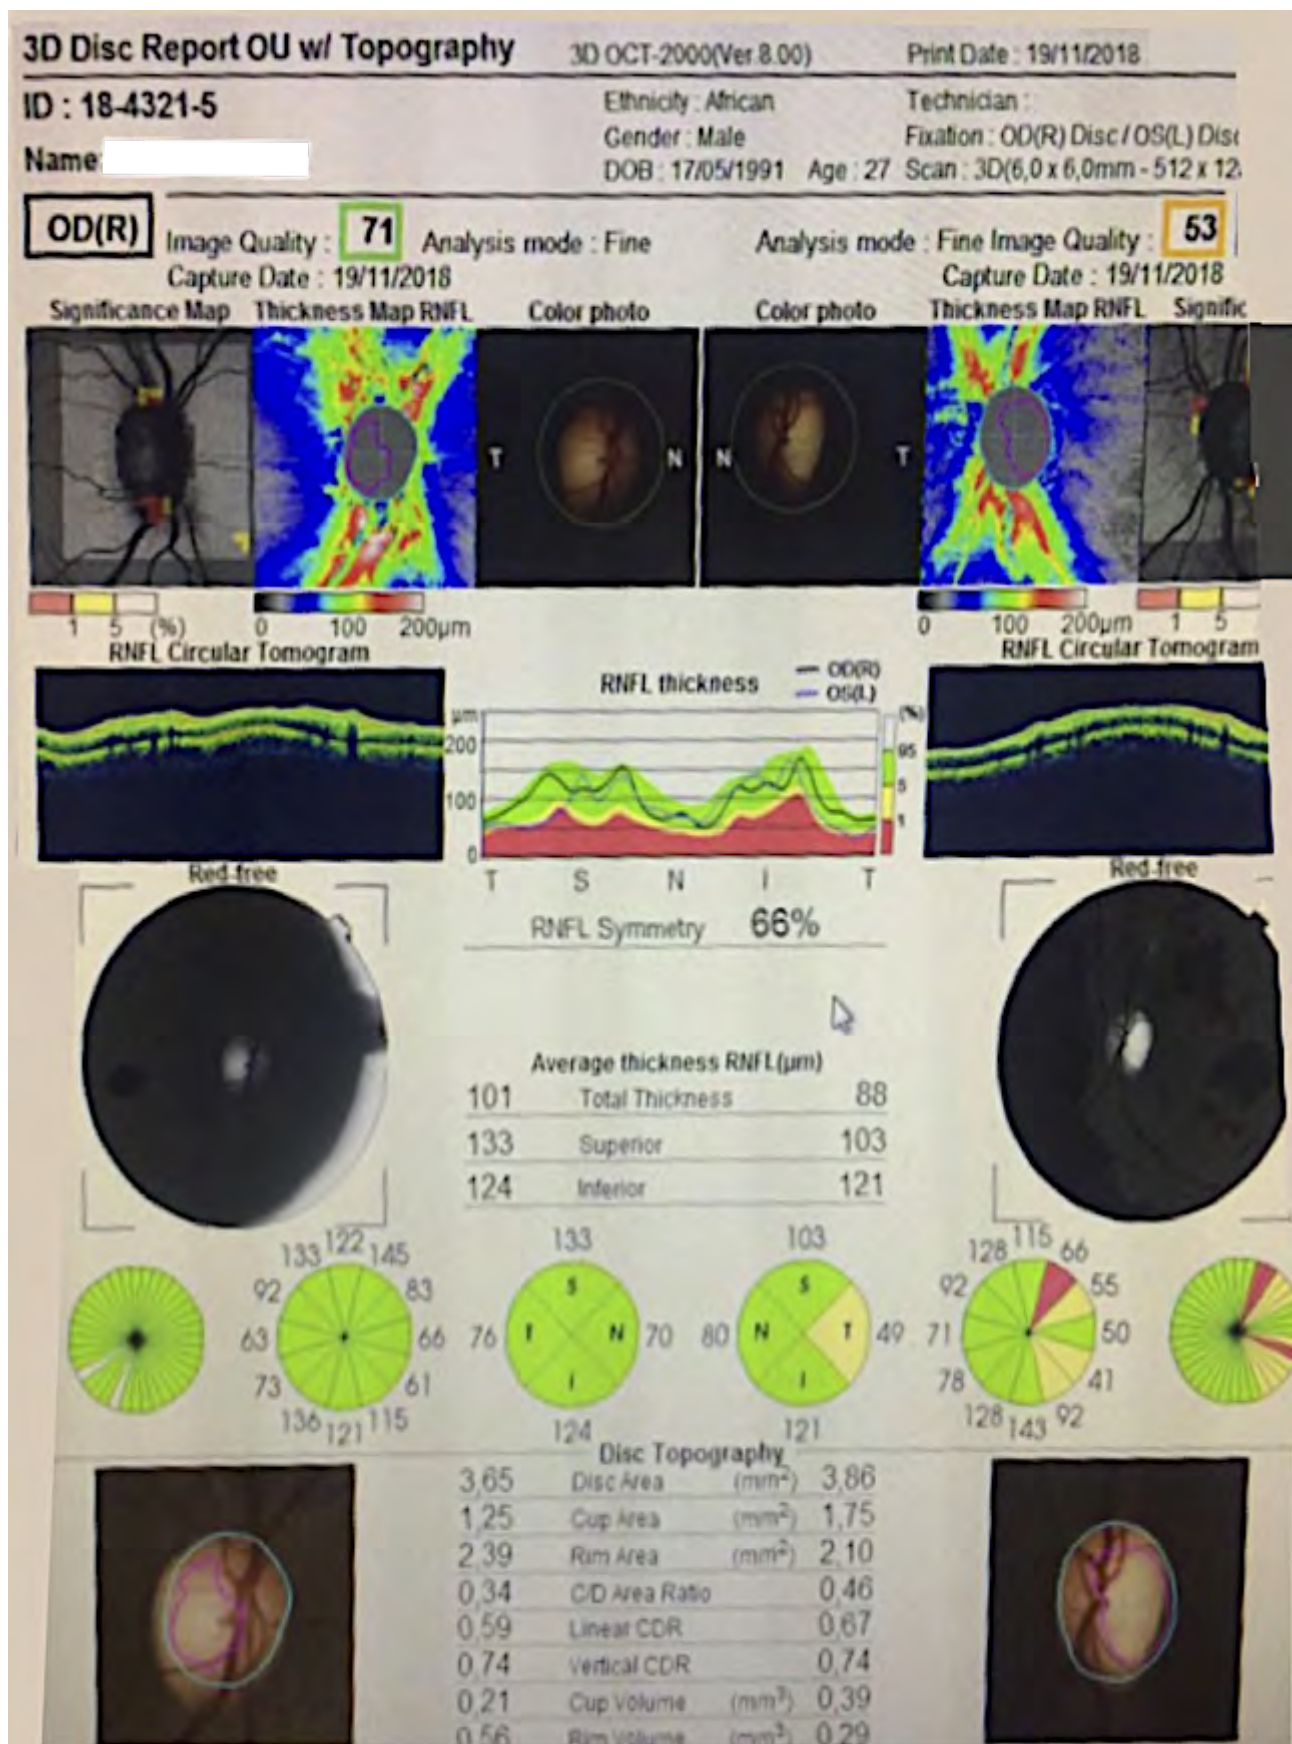 3D Disc Report OU w/ Topography 3D OCT-2000(Ver.8.00) Print Date : 19/11/2018
ID : 18-4321-5 Ethnicity : African Technician :
Gender : Male Fixation : OD(R) Disc / OS(L) Disc
Name: DOB : 17/05/1991 Age : 27 Scan : 3D(6,0 x 6,0mm - 512 x 12
OD(R) Image Quality : 71 Analysis mode : Fine Analysis mode : Fine Image Quality : 53
Capture Date : 19/11/2018 Capture Date : 19/11/2018
Significance Map Thickness Map RNFL Color photo Color photo Thickness Map RNFL Signific
T N N T
1 5 (%) 0 100 200µm 0 100 200µm 1 5
RNFL Circular Tomogram RNFL Circular Tomogram
RNFL thickness OD(R)
OS(L)
µm (%)
200 95
100 5
1
0
T S N I T
Red-free Red-free
RNFL Symmetry 66%
Average thickness RNFL(µm)
101 Total Thickness 88
133 Superior 103
124 Inferior 121
133 122 145 133 103 128 115 66
92 83 S S 92 55
63 66 76 T N 70 80 N T 49 71 50
73 61 I I 78 41
136 121 115 124 121 128 143 92
Disc Topography
3,65 Disc Area (mm²) 3,86
1,25 Cup Area (mm²) 1,75
2,39 Rim Area (mm²) 2,10
0,34 C/D Area Ratio 0,46
0,59 Linear CDR 0,67
0,74 Vertical CDR 0,74
0,21 Cup Volume (mm³) 0,39
0,56 Rim Volume (mm³) 0,29